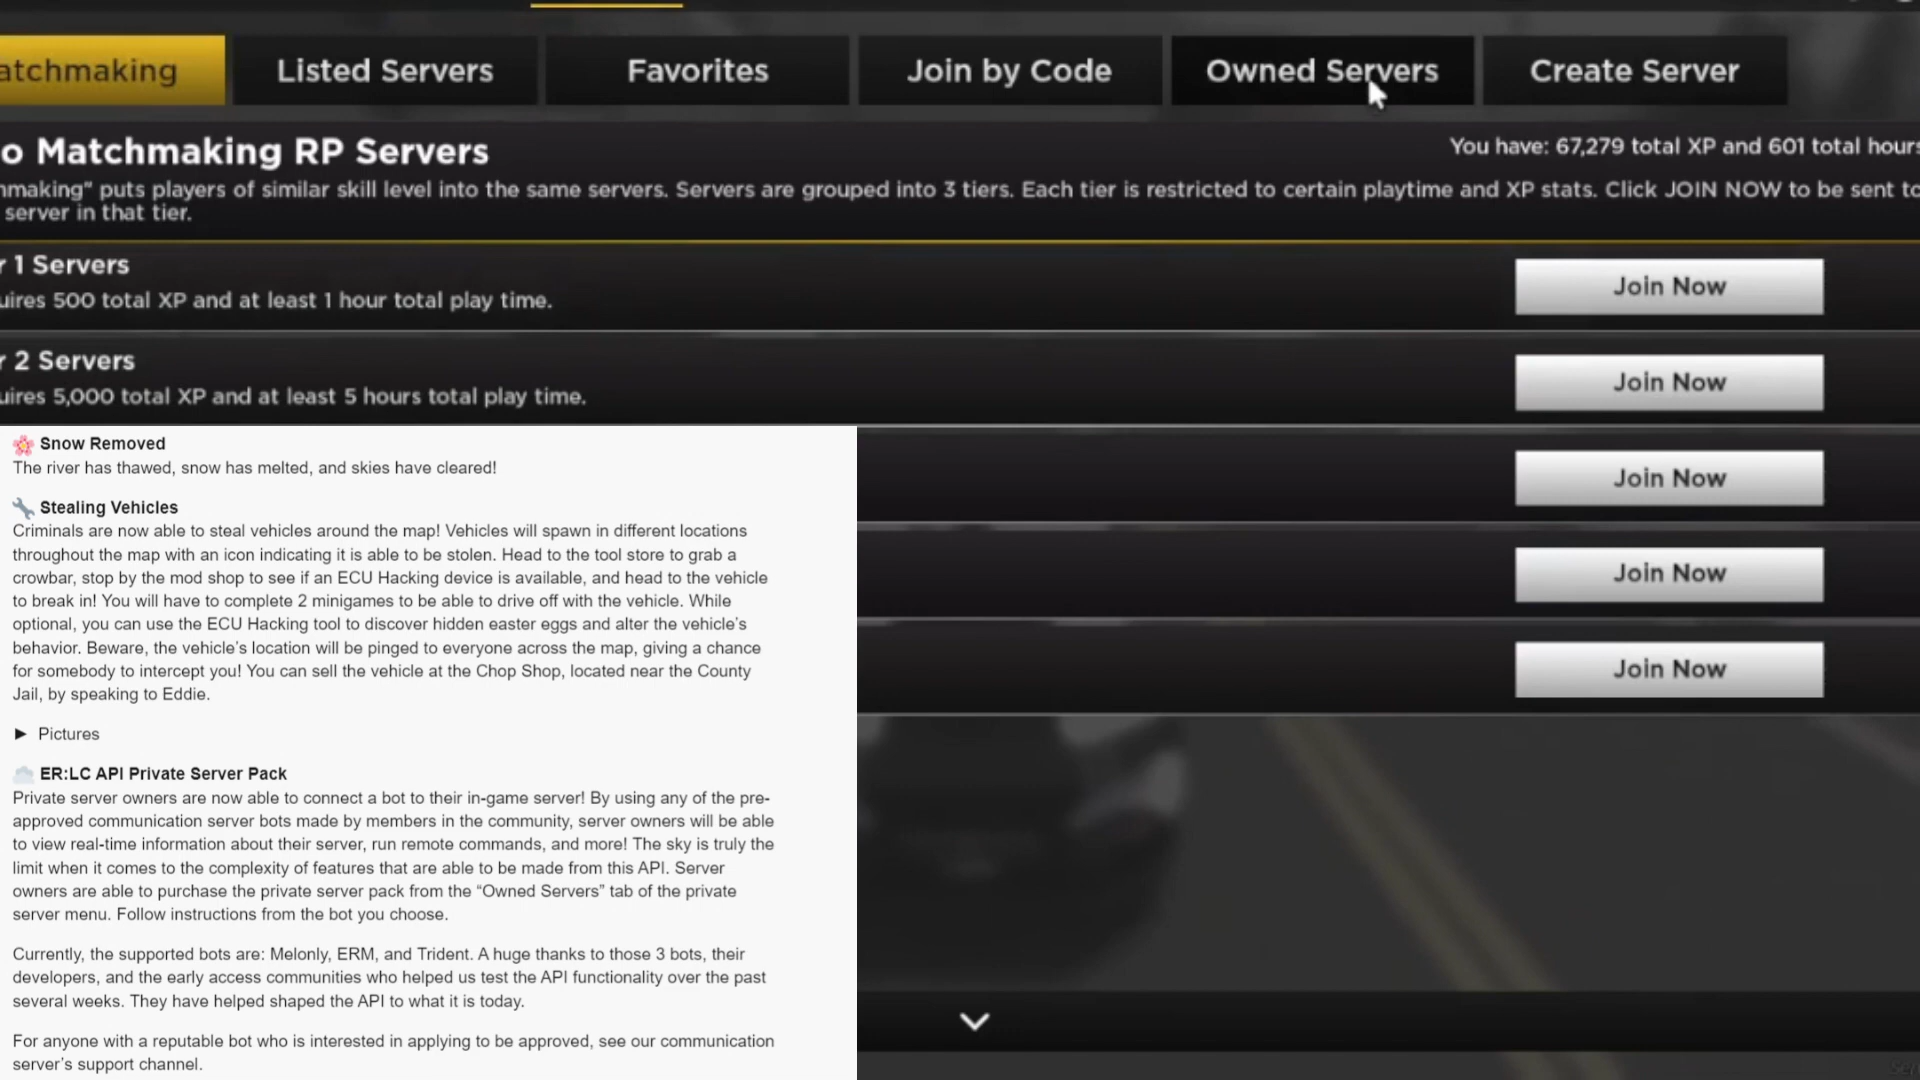 atchmaking
Listed Servers
Favorites
Join by Code
Owned Servers
Create Server
o Matchmaking RP Servers
You have: 67,279 total XP and 601 total hours
nmaking" puts players of similar skill level into the same servers. Servers are grouped into 3 tiers. Each tier is restricted to certain playtime and XP stats. Click JOIN NOW to be sent to
server in that tier.
r 1 Servers
uires 500 total XP and at least 1 hour total play time.
Join Now
r 2 Servers
uires 5,000 total XP and at least 5 hours total play time.
Join Now
Join Now
Join Now
Join Now
Snow Removed
The river has thawed, snow has melted, and skies have cleared!
Stealing Vehicles
Criminals are now able to steal vehicles around the map! Vehicles will spawn in different locations
throughout the map with an icon indicating it is able to be stolen. Head to the tool store to grab a
crowbar, stop by the mod shop to see if an ECU Hacking device is available, and head to the vehicle
to break in! You will have to complete 2 minigames to be able to drive off with the vehicle. While
optional, you can use the ECU Hacking tool to discover hidden easter eggs and alter the vehicle’s
behavior. Beware, the vehicle’s location will be pinged to everyone across the map, giving a chance
for somebody to intercept you! You can sell the vehicle at the Chop Shop, located near the County
Jail, by speaking to Eddie.
Pictures
ER:LC API Private Server Pack
Private server owners are now able to connect a bot to their in-game server! By using any of the pre-
approved communication server bots made by members in the community, server owners will be able
to view real-time information about their server, run remote commands, and more! The sky is truly the
limit when it comes to the complexity of features that are able to be made from this API. Server
owners are able to purchase the private server pack from the “Owned Servers” tab of the private
server menu. Follow instructions from the bot you choose.
Currently, the supported bots are: Melonly, ERM, and Trident. A huge thanks to those 3 bots, their
developers, and the early access communities who helped us test the API functionality over the past
several weeks. They have helped shaped the API to what it is today.
For anyone with a reputable bot who is interested in applying to be approved, see our communication
server’s support channel.